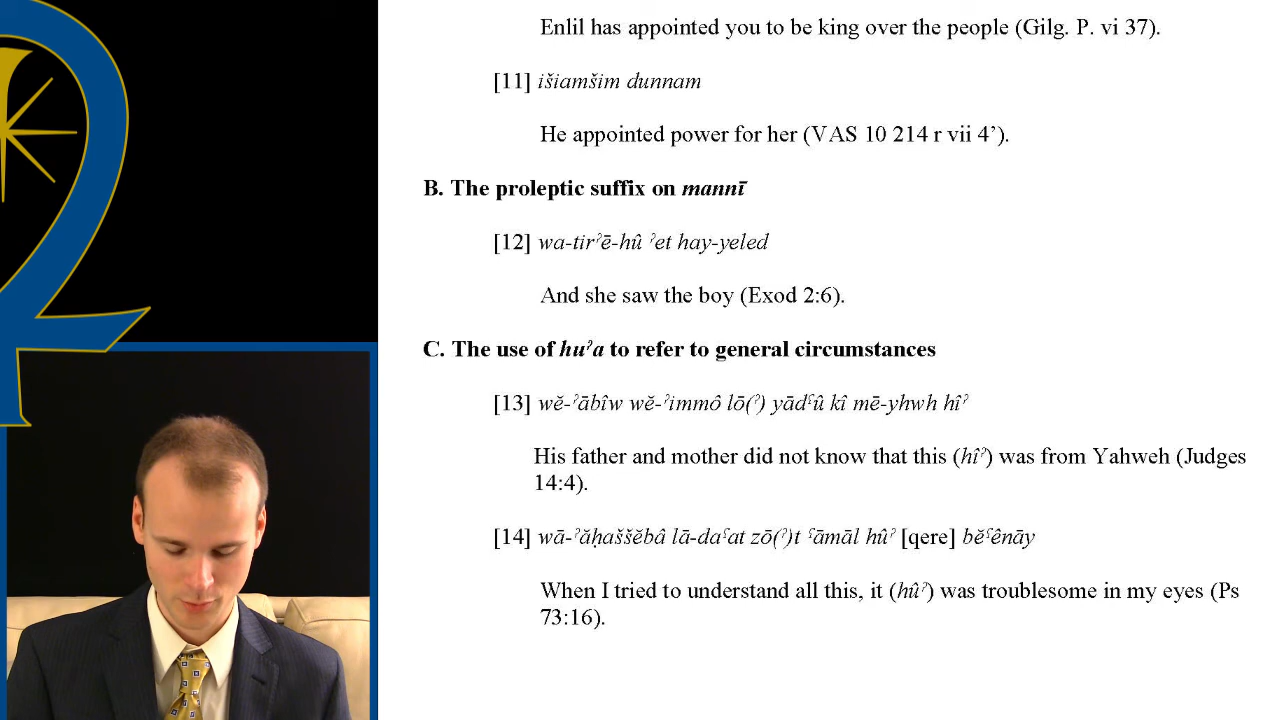 Enlil has appointed you to be king over the people (Gilg. P. vi 37).
[11] išiamšim dunnam
He appointed power for her (VAS 10 214 r vii 4’).
B. The proleptic suffix on mannī
[12] wa-tirʾē-hû ʾet hay-yeled
And she saw the boy (Exod 2:6).
C. The use of huʾa to refer to general circumstances
[13] wĕ-ʾābîw wĕ-ʾimmô lō(ʾ) yādʿû kî mē-yhwh hîʾ
His father and mother did not know that this (hîʾ) was from Yahweh (Judges
14:4).
[14] wā-ʾăḥaššĕbâ lā-daʿat zō(ʾ)t ʿāmāl hûʾ [qere] bĕʿênāy
When I tried to understand all this, it (hûʾ) was troublesome in my eyes (Ps
73:16).